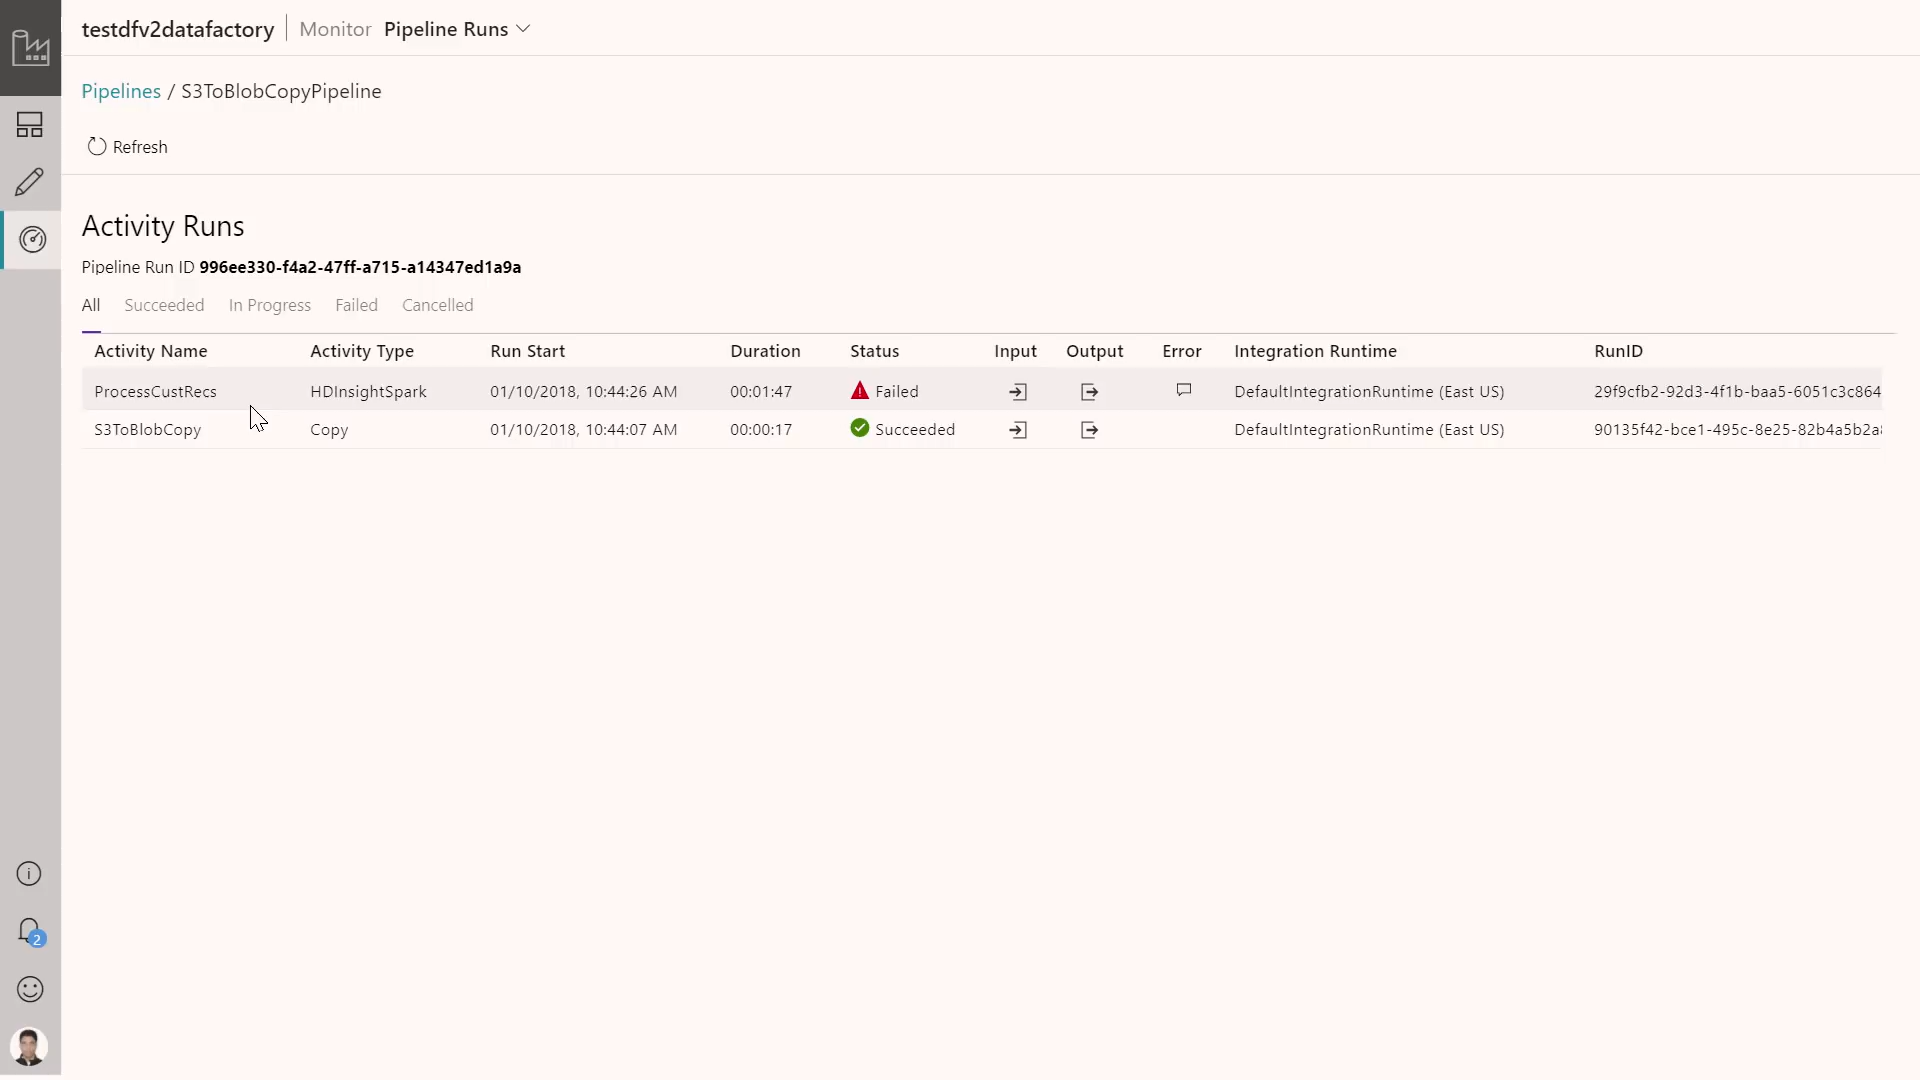 testdfv2datafactory Monitor Pipeline Runs
Pipelines / S3ToBlobCopyPipeline
Refresh
Activity Runs
Pipeline Run ID 996ee330-f4a2-47ff-a715-a14347ed1a9a
All Succeeded In Progress Failed Cancelled
Activity Name Activity Type Run Start Duration Status Input Output Error Integration Runtime RunID
ProcessCustRecs HDInsightSpark 01/10/2018, 10:44:26 AM 00:01:47 Failed DefaultIntegrationRuntime (East US) 29f9cfb2-92d3-4f1b-baa5-6051c3c864
S3ToBlobCopy Copy 01/10/2018, 10:44:07 AM 00:00:17 Succeeded DefaultIntegrationRuntime (East US) 90135f42-bce1-495c-8e25-82b4a5b2a
2